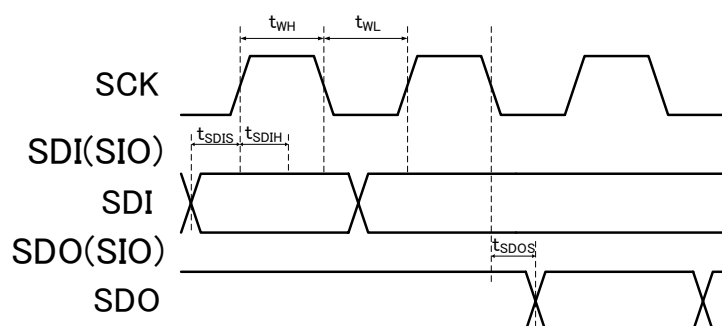 tWH tWL
SCK
tSDIS tSDIH
SDI(SIO)
SDI
SDO(SIO)
tSDOS
SDO